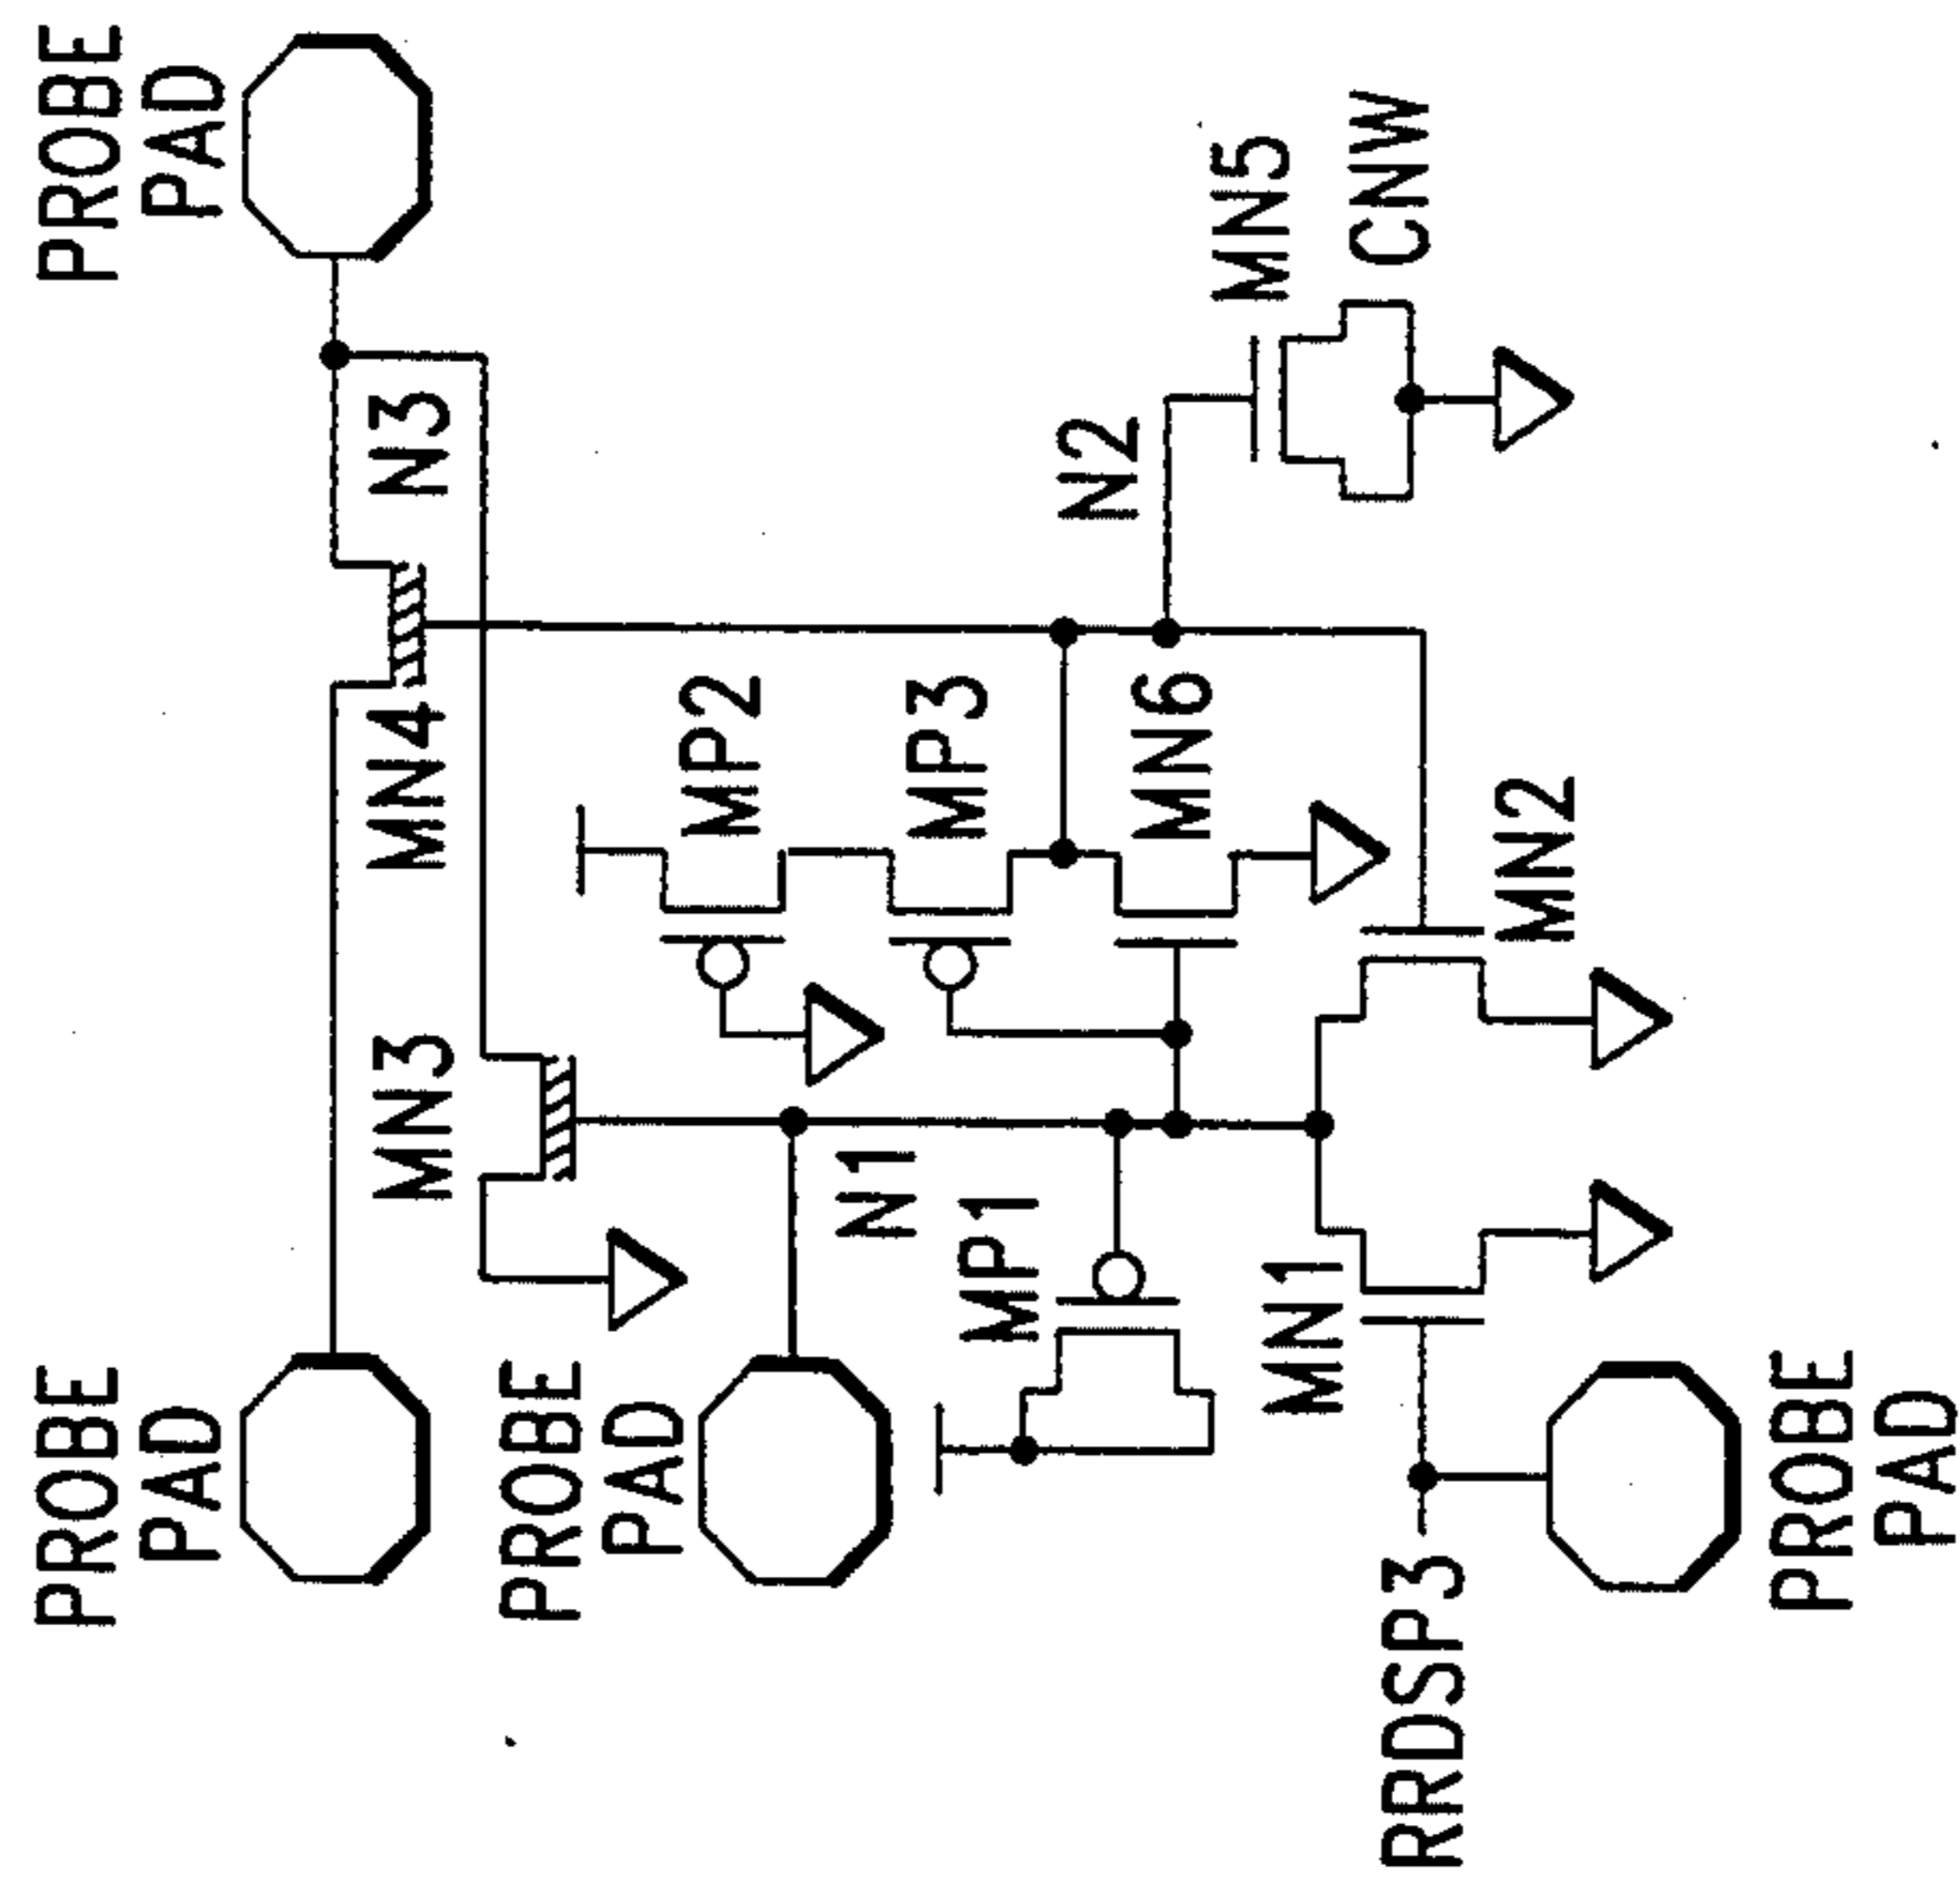 PROBE
PAD
PROBE
PAD
MN3
MN4
N3
PROBE
PAD
MP2
N1
MP3
MP1
N2
MN6
MN5
MN1
CNW
RRDSP3
MN2
PROBE
PAD